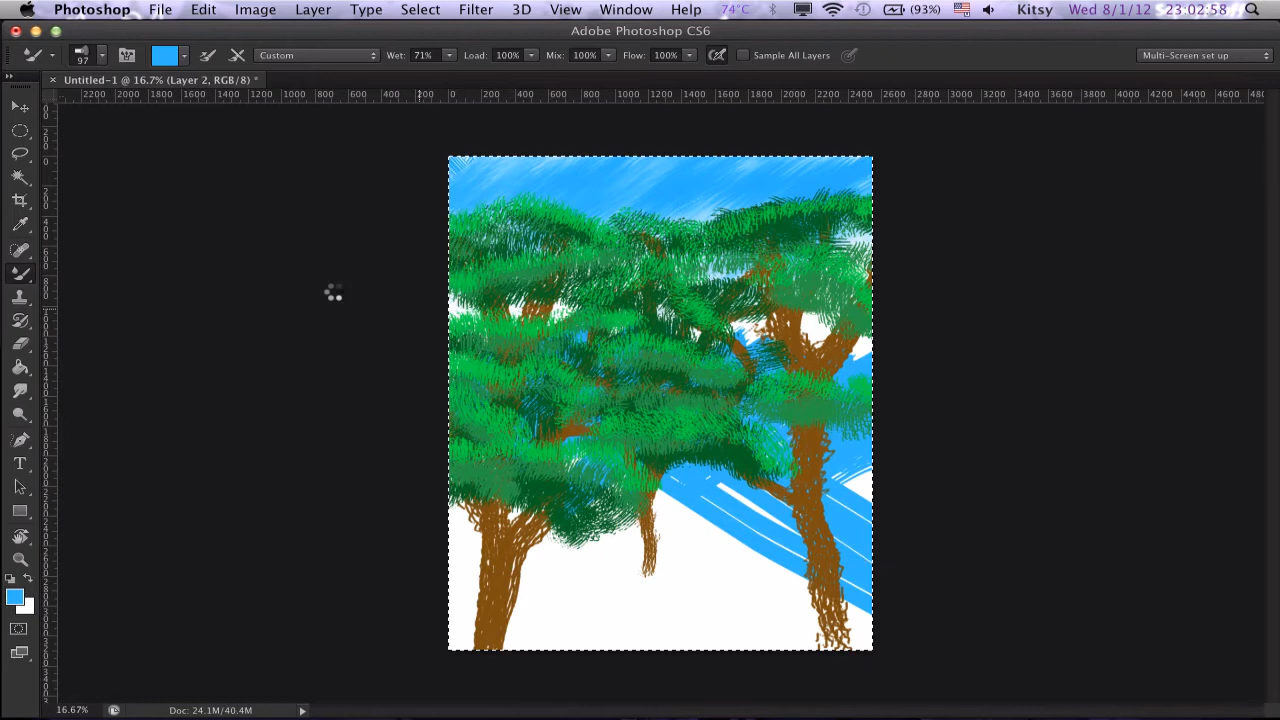 Photoshop File Edit Image Layer Type Select Filter 3D View Window Help 74°C (93%) Kitsy Wed 8/1/12 23:02:58
Adobe Photoshop CS6
97 Custom Wet: 71% Load: 100% Mix: 100% Flow: 100% Sample All Layers Multi-Screen set up
× Untitled-1 @ 16.7% (Layer 2, RGB/8) *
2200 2000 1800 1600 1400 1200 1000 800 600 400 200 0 200 400 600 800 1000 1200 1400 1600 1800 2000 2200 2400 2600 2800 3000 3200 3400 3600 3800 4000 4200 4400 4600
T
16.67% Doc: 24.1M/40.4M